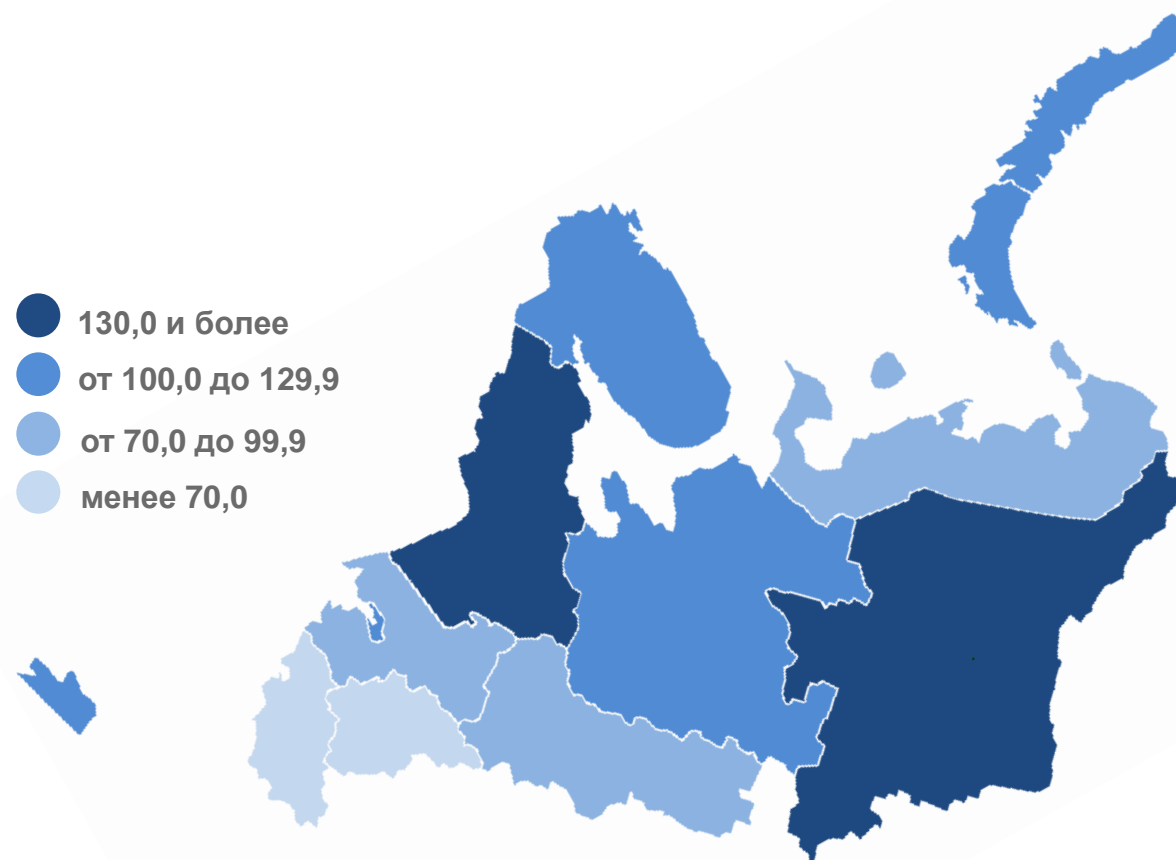 130,0 и более
от 100,0 до 129,9
от 70,0 до 99,9
менее 70,0